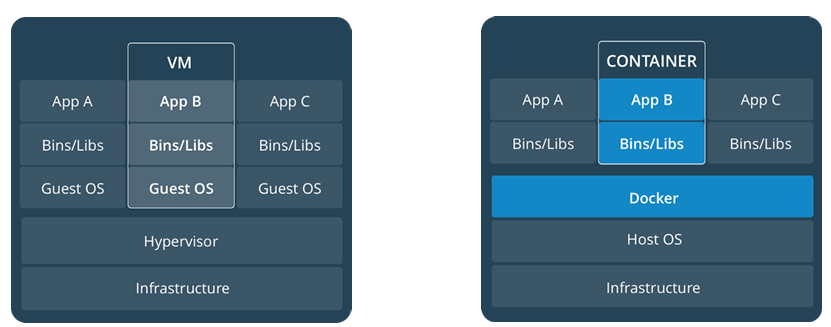 VM
App A
App B
App C
Bins/Libs
Bins/Libs
Bins/Libs
Guest OS
Guest OS
Guest OS
Hypervisor
Infrastructure
CONTAINER
App A
App B
App C
Bins/Libs
Bins/Libs
Bins/Libs
Docker
Host OS
Infrastructure